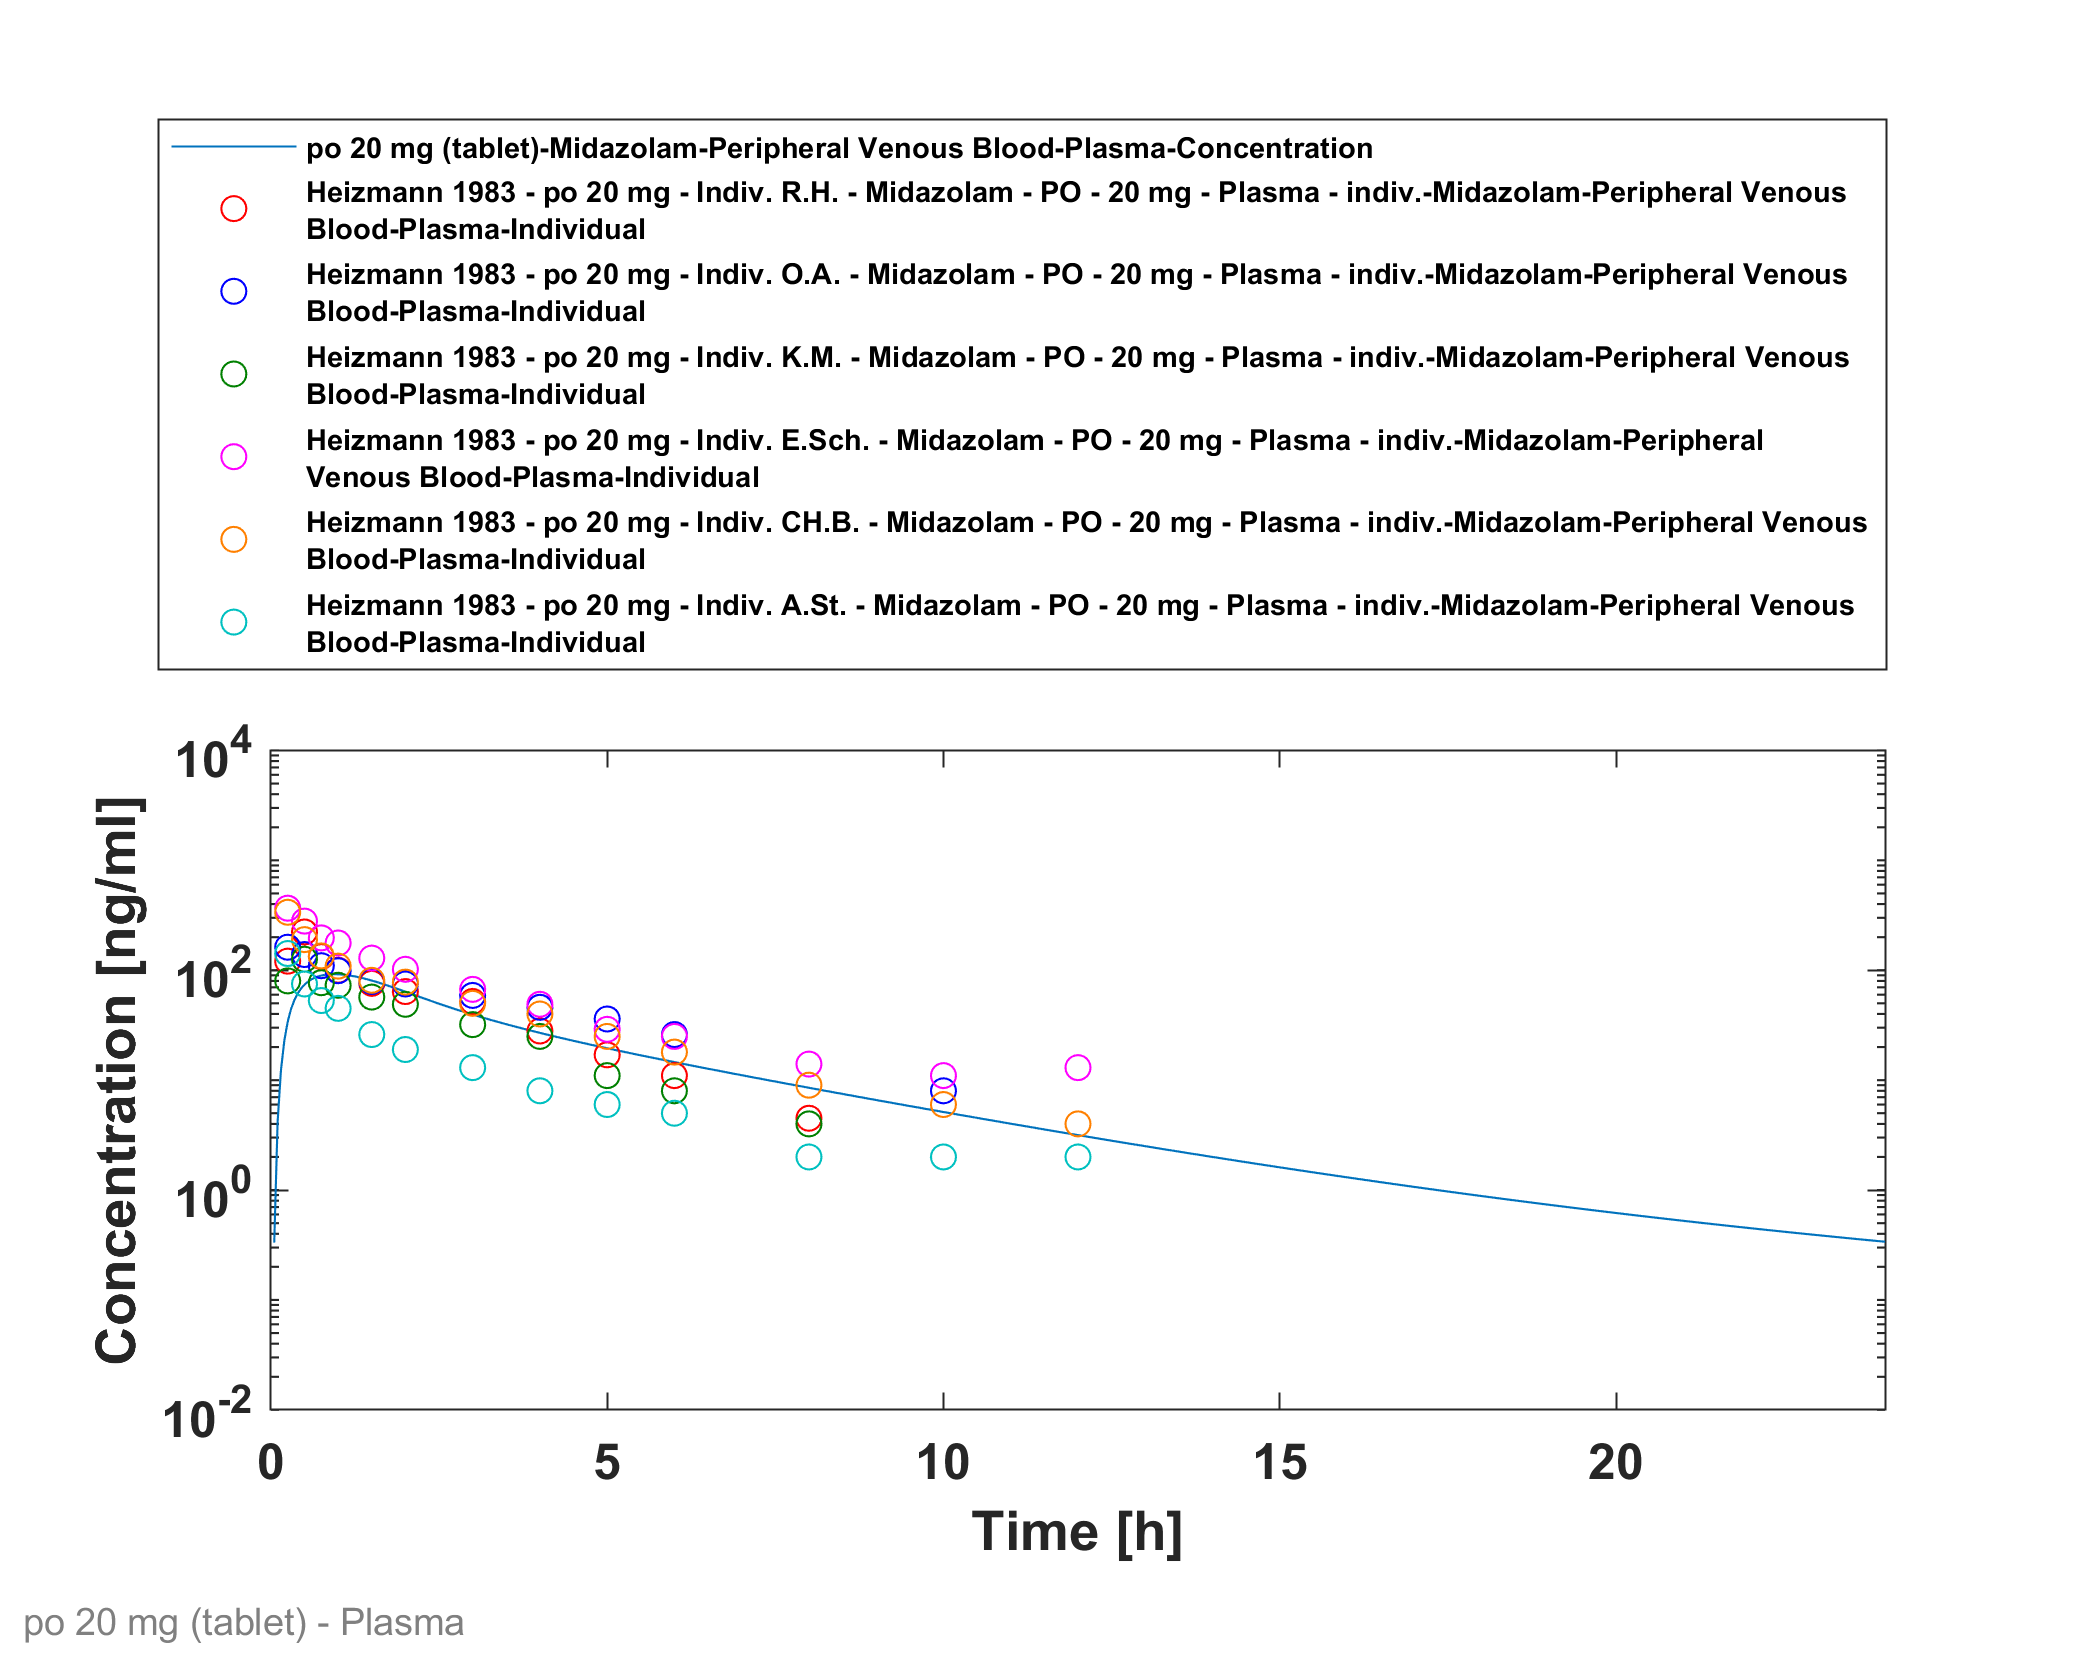 po 20 mg (tablet)-Midazolam-Peripheral Venous Blood-Plasma-Concentration
Heizmann 1983 - po 20 mg - Indiv. R.H. - Midazolam - PO - 20 mg - Plasma - indiv.-Midazolam-Peripheral Venous
Blood-Plasma-Individual
Heizmann 1983 - po 20 mg - Indiv. O.A. - Midazolam - PO - 20 mg - Plasma - indiv.-Midazolam-Peripheral Venous
Blood-Plasma-Individual
Heizmann 1983 - po 20 mg - Indiv. K.M. - Midazolam - PO - 20 mg - Plasma - indiv.-Midazolam-Peripheral Venous
Blood-Plasma-Individual
Heizmann 1983 - po 20 mg - Indiv. E.Sch. - Midazolam - PO - 20 mg - Plasma - indiv.-Midazolam-Peripheral
Venous Blood-Plasma-Individual
Heizmann 1983 - po 20 mg - Indiv. CH.B. - Midazolam - PO - 20 mg - Plasma - indiv.-Midazolam-Peripheral Venous
Blood-Plasma-Individual
Heizmann 1983 - po 20 mg - Indiv. A.St. - Midazolam - PO - 20 mg - Plasma - indiv.-Midazolam-Peripheral Venous
Blood-Plasma-Individual
Concentration [ng/ml]
10^4
10^2
10^0
10^-2
0 5 10 15 20
Time [h]
po 20 mg (tablet) - Plasma